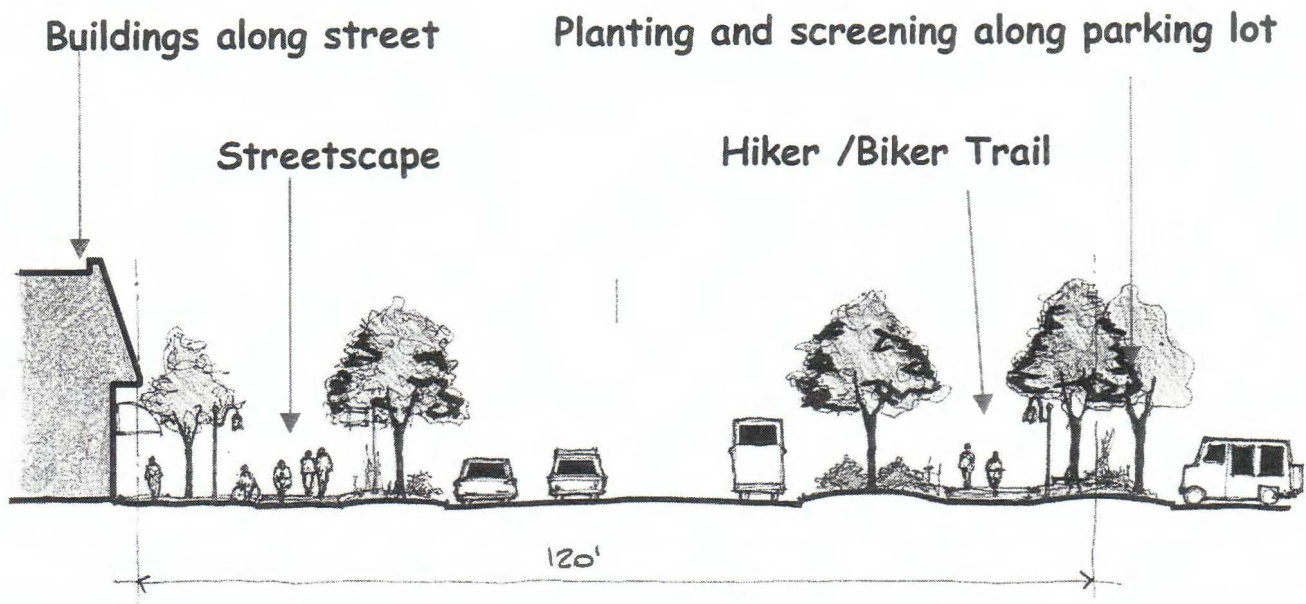 Buildings along street
Planting and screening along parking lot
Streetscape
Hiker /Biker Trail
120'